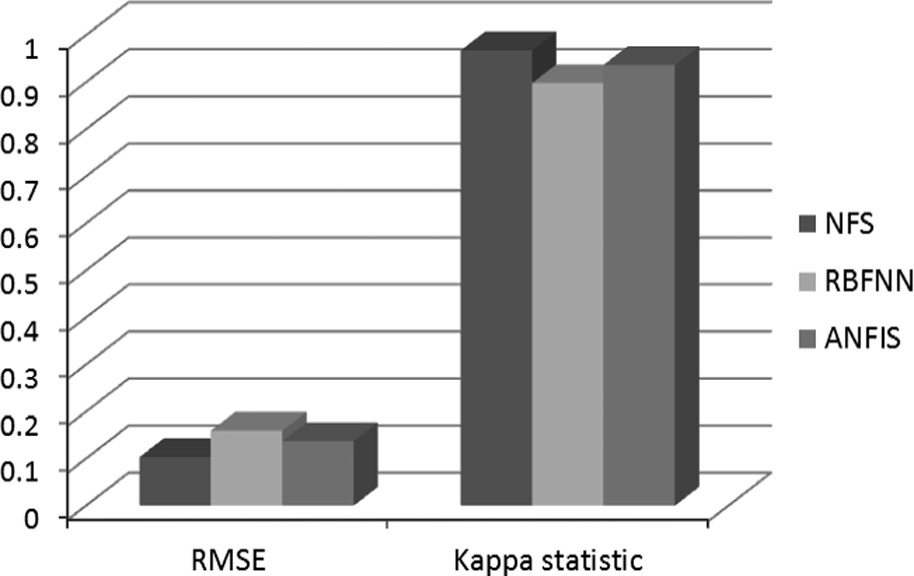 1
0.9
0.8
0.7
0.6
0.5
0.4
0.3
0.2
0.1
0
NFS
RBFNN
ANFIS
RMSE
Kappa statistic